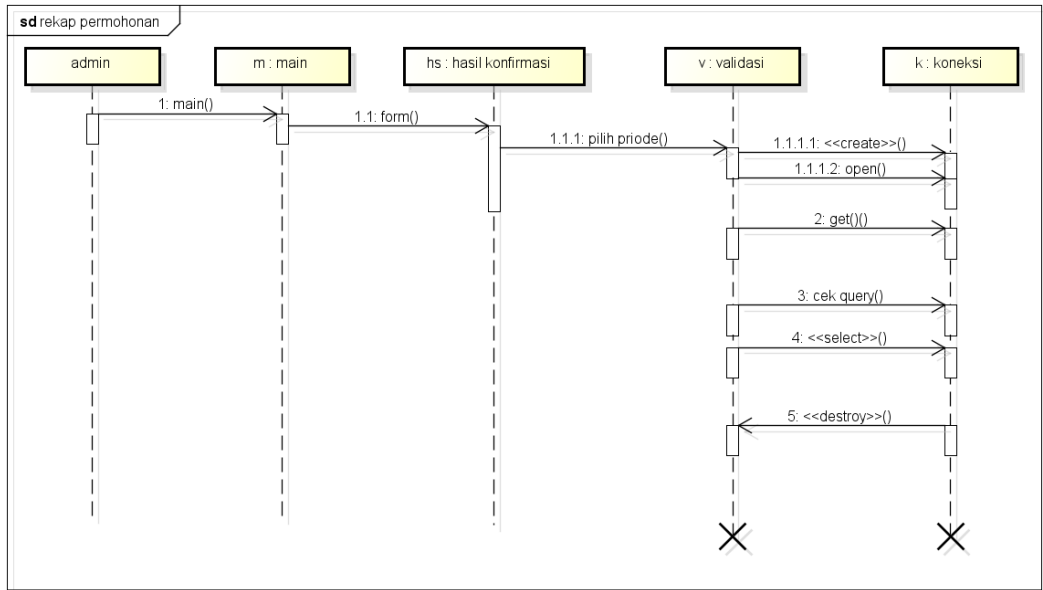 sd rekap permohonan
admin
m : main
hs : hasil konfirmasi
v : validasi
k : koneksi
1: main()
1.1: form()
1.1.1: pilih priode()
1.1.1.1: <<create>>()
1.1.1.2: open()
2: get()()
3: cek query()
4: <<select>>()
5: <<destroy>>()